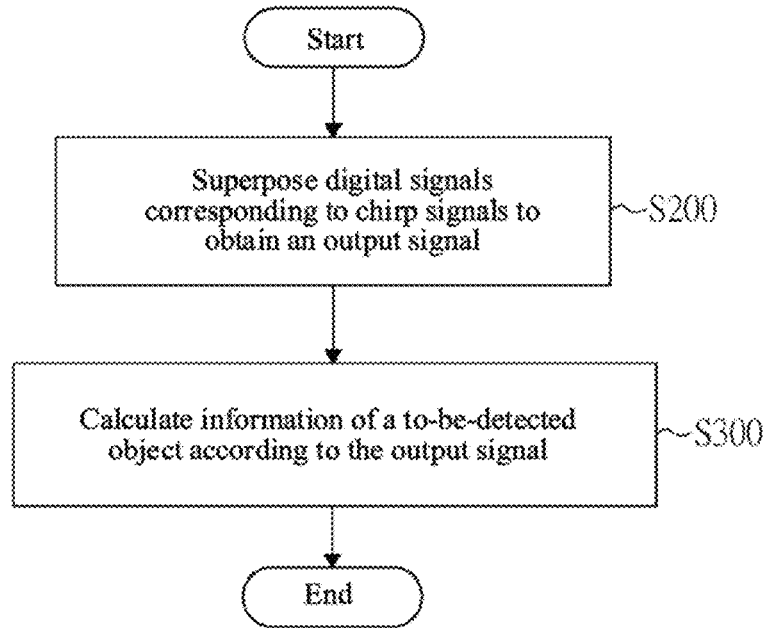 Start
Superpose digital signals
corresponding to chirp signals to
obtain an output signal
S200
Calculate information of a to-be-detected
object according to the output signal
S300
End